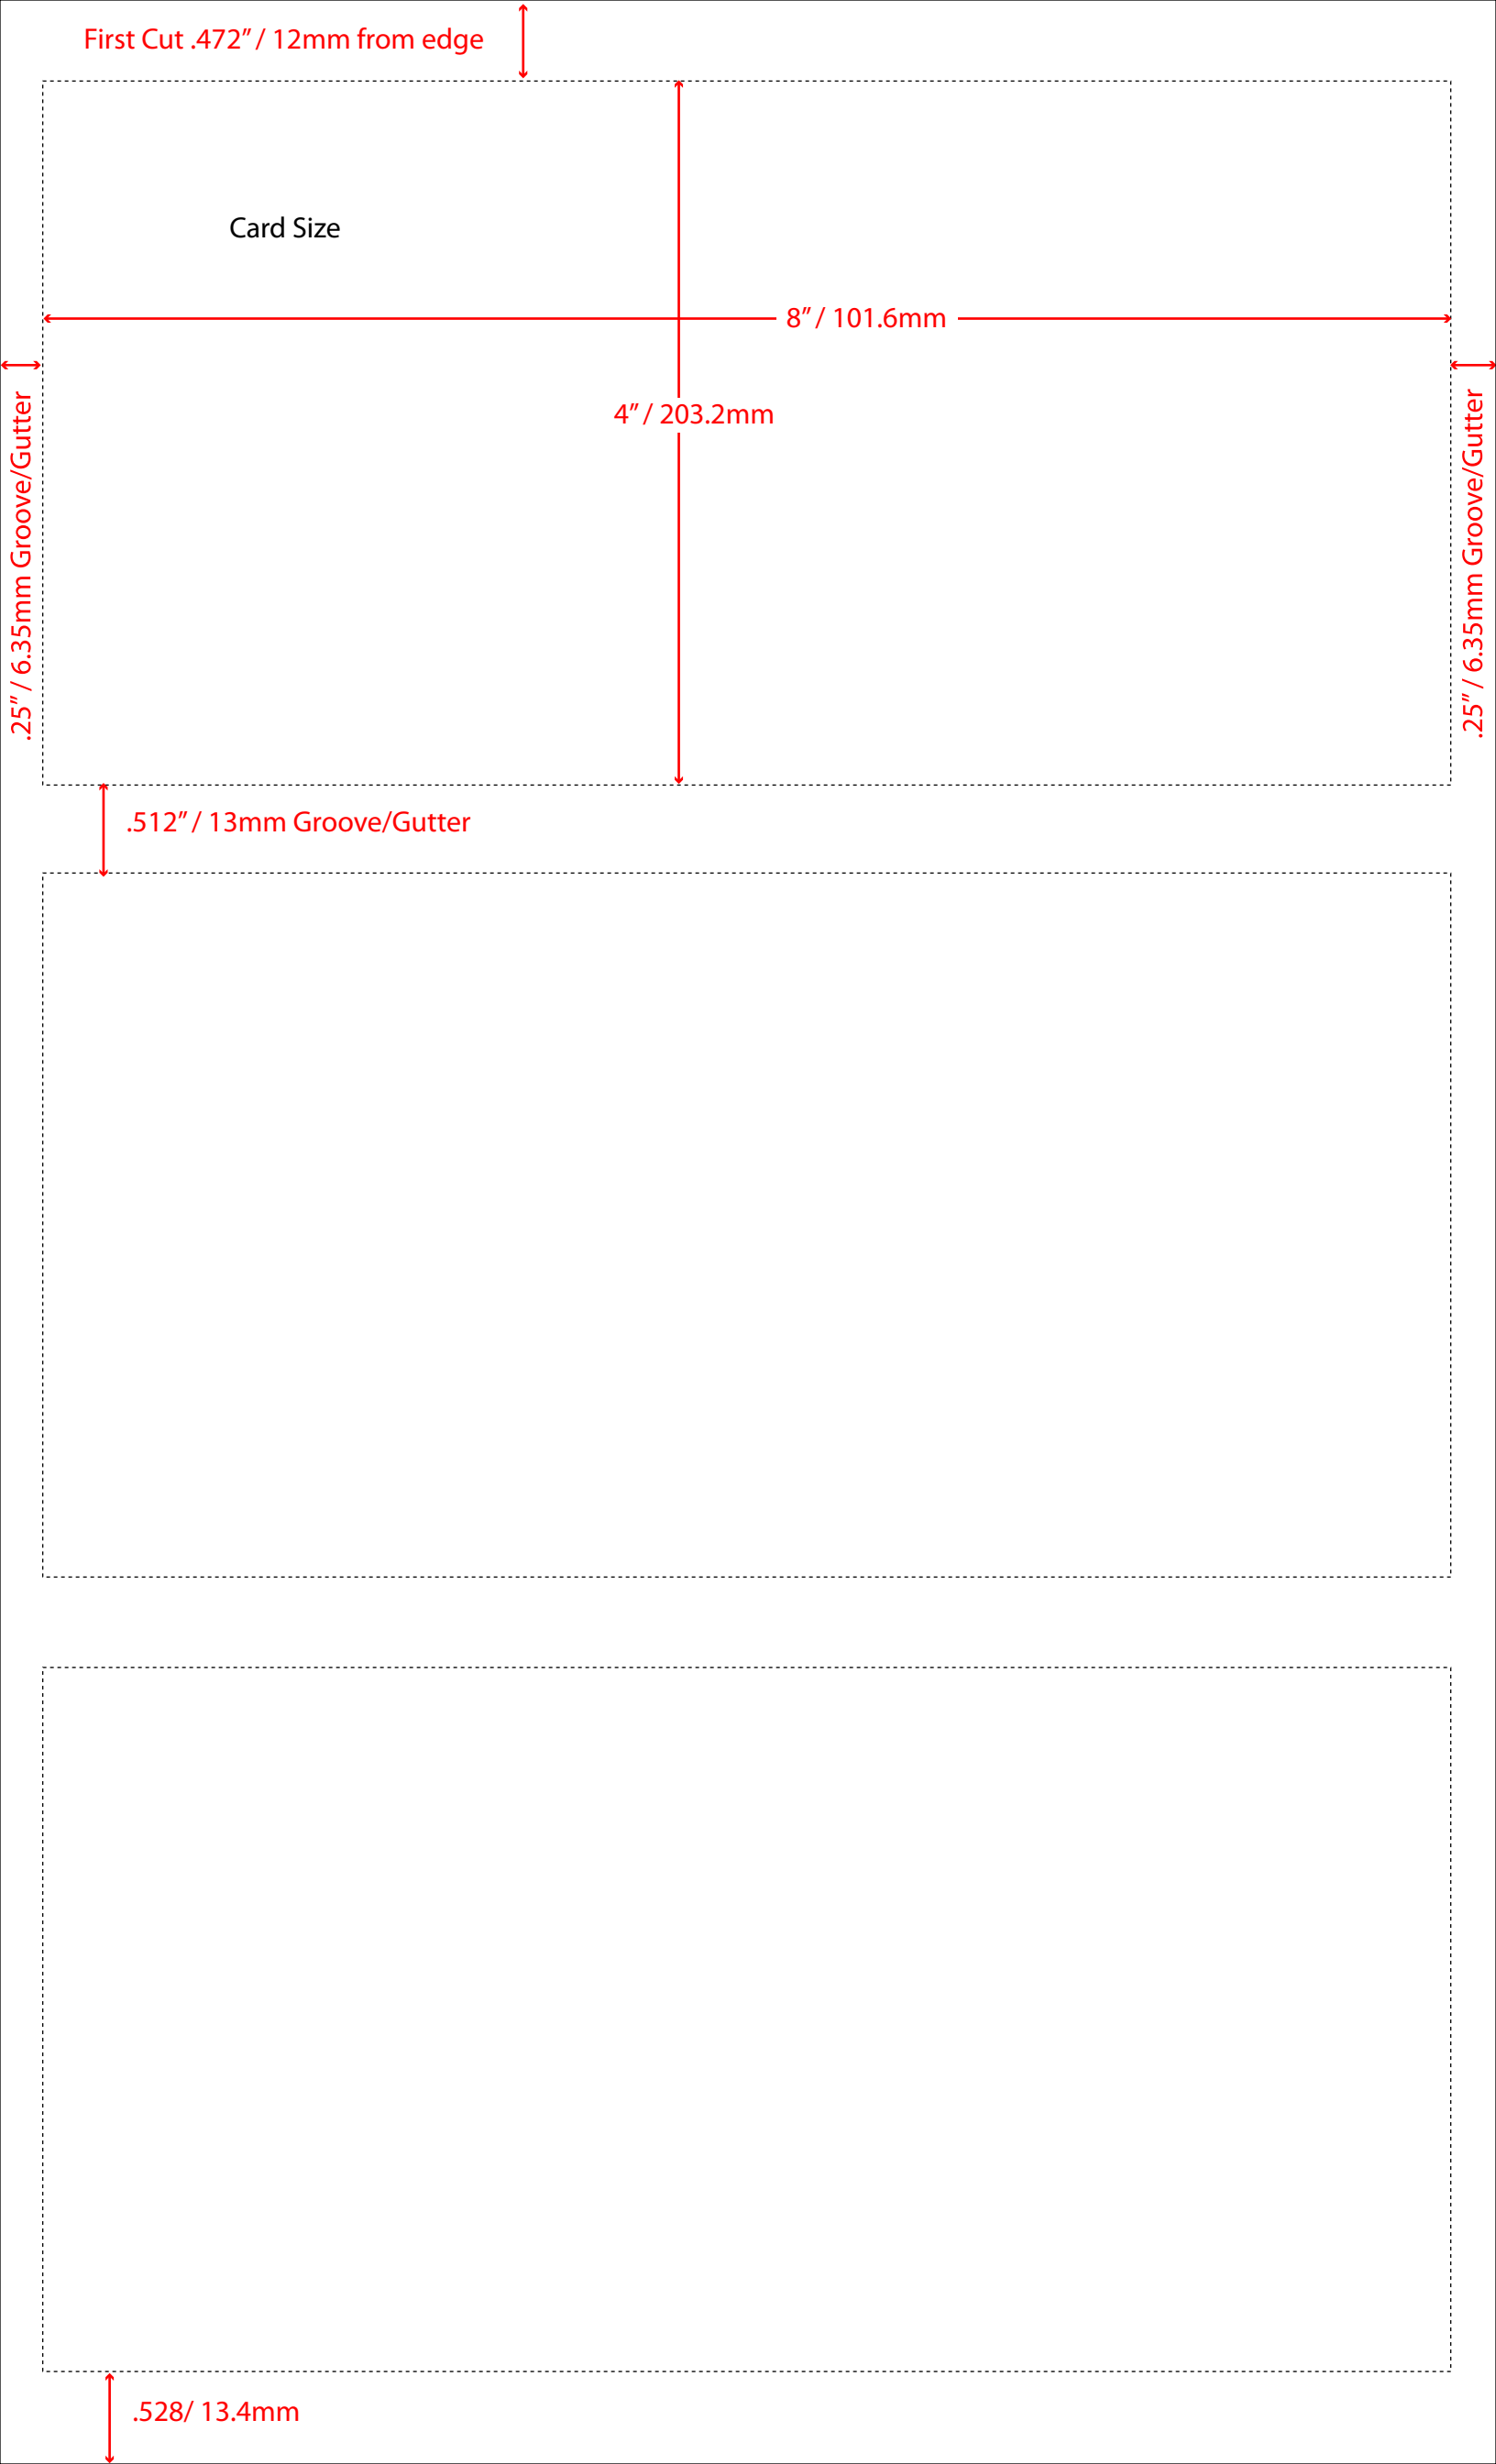 First Cut .472” / 12mm from edge
Card Size
8” / 101.6mm
4” / 203.2mm
.25” / 6.35mm Groove/Gutter
.25” / 6.35mm Groove/Gutter
.512” / 13mm Groove/Gutter
.528/ 13.4mm